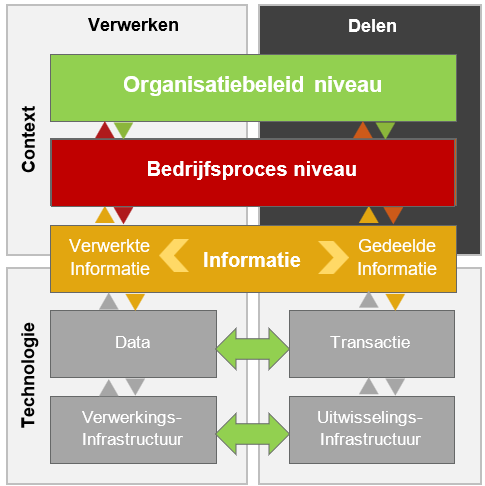 Verwerken
Delen
Context
Organisatiebeleid niveau
Bedrijfsproces niveau
Verwerkte
Informatie
Informatie
Gedeelde
Informatie
Technologie
Data
Transactie
Verwerkings-
Infrastructuur
Uitwisselings-
Infrastructuur